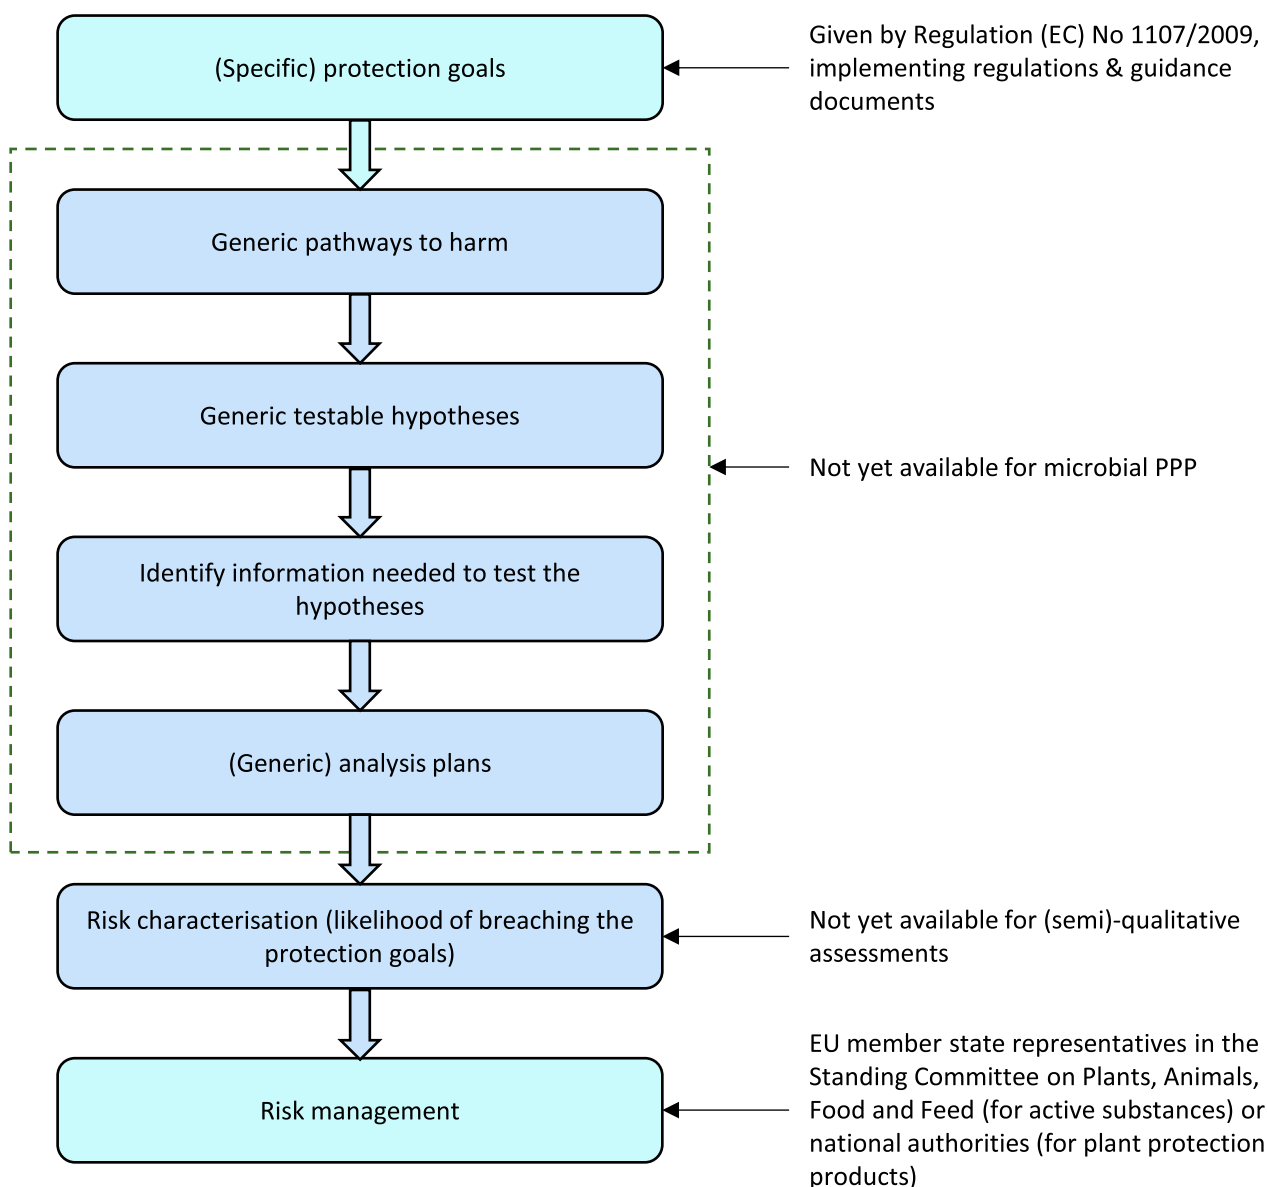 (Specific) protection goals
Given by Regulation (EC) No 1107/2009,
implementing regulations & guidance
documents
Generic pathways to harm
Generic testable hypotheses
Not yet available for microbial PPP
Identify information needed to test the
hypotheses
(Generic) analysis plans
Risk characterisation (likelihood of breaching the
protection goals)
Not yet available for (semi)-qualitative
assessments
Risk management
EU member state representatives in the
Standing Committee on Plants, Animals,
Food and Feed (for active substances) or
national authorities (for plant protection
products)